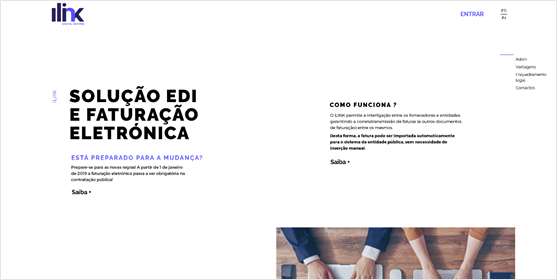 ilink
DIGITAL UNIVERSE
ENTRAR
PT
EN
Aderir
Vantagens
Enquadramento
legal
Contactos
iLink
SOLUÇÃO EDI
E FATURAÇÃO
ELETRÓNICA
ESTÁ PREPARADO PARA A MUDANÇA?
Prepare-se para as novas regras! A partir de 1 de janeiro
de 2019 a faturação eletrónica passa a ser obrigatória na
contratação pública!
Saiba +
COMO FUNCIONA ?
O iLINK permite a interligação entre os fornecedores e entidades
garantindo a correta transmissão de faturas (e outros documentos
de faturação) entre os mesmos.
Desta forma, a fatura pode ser importada automaticamente
para o sistema da entidade pública, sem necessidade de
inserção manual.
Saiba +